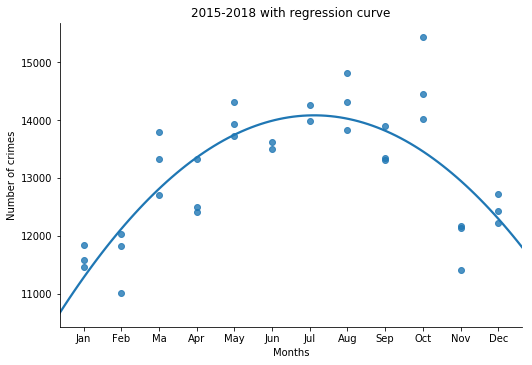 2015-2018 with regression curve
Number of crimes
15000
14000
13000
12000
11000
Jan Feb Ma Apr May Jun Jul Aug Sep Oct Nov Dec
Months